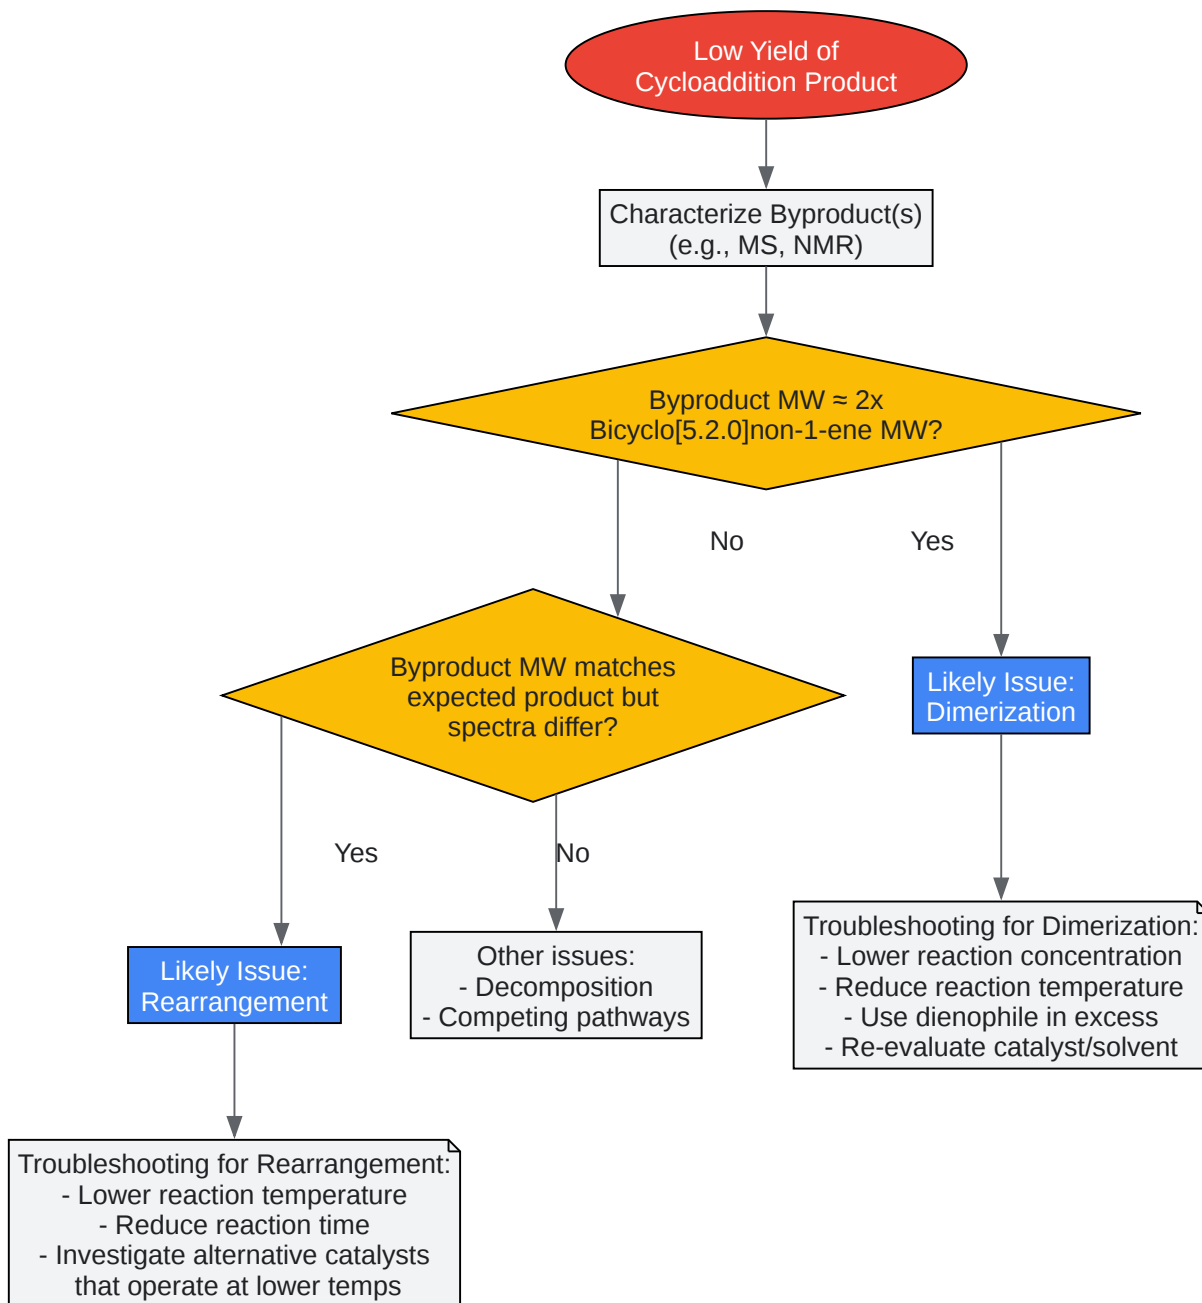 Low Yield of
Cycloaddition Product
Characterize Byproduct(s)
(e.g., MS, NMR)
Byproduct MW ≈ 2x
Bicyclo[5.2.0]non-1-ene MW?
No
Yes
Byproduct MW matches
expected product but
spectra differ?
Likely Issue:
Dimerization
Yes
No
Troubleshooting for Dimerization:
- Lower reaction concentration
- Reduce reaction temperature
- Use dienophile in excess
- Re-evaluate catalyst/solvent
Other issues:
- Decomposition
- Competing pathways
Likely Issue:
Rearrangement
Troubleshooting for Rearrangement:
- Lower reaction temperature
- Reduce reaction time
- Investigate alternative catalysts
that operate at lower temps